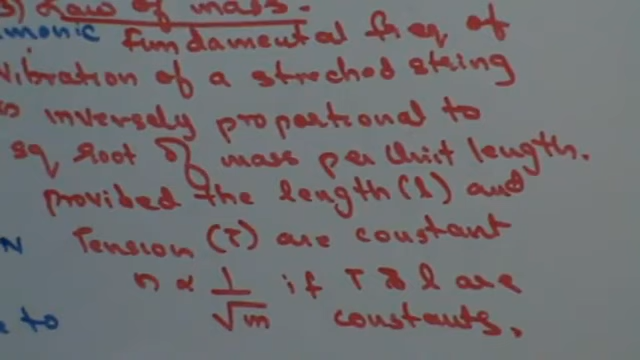 3) Law of mass.
monic fundamental freq of
vibration of a streched string
is inversely proportional to
sq root of mass per Unit length.
provided the length (l) and
N Tension (T) are constant
n ∝ 1/√m if T & l are
e to constants.